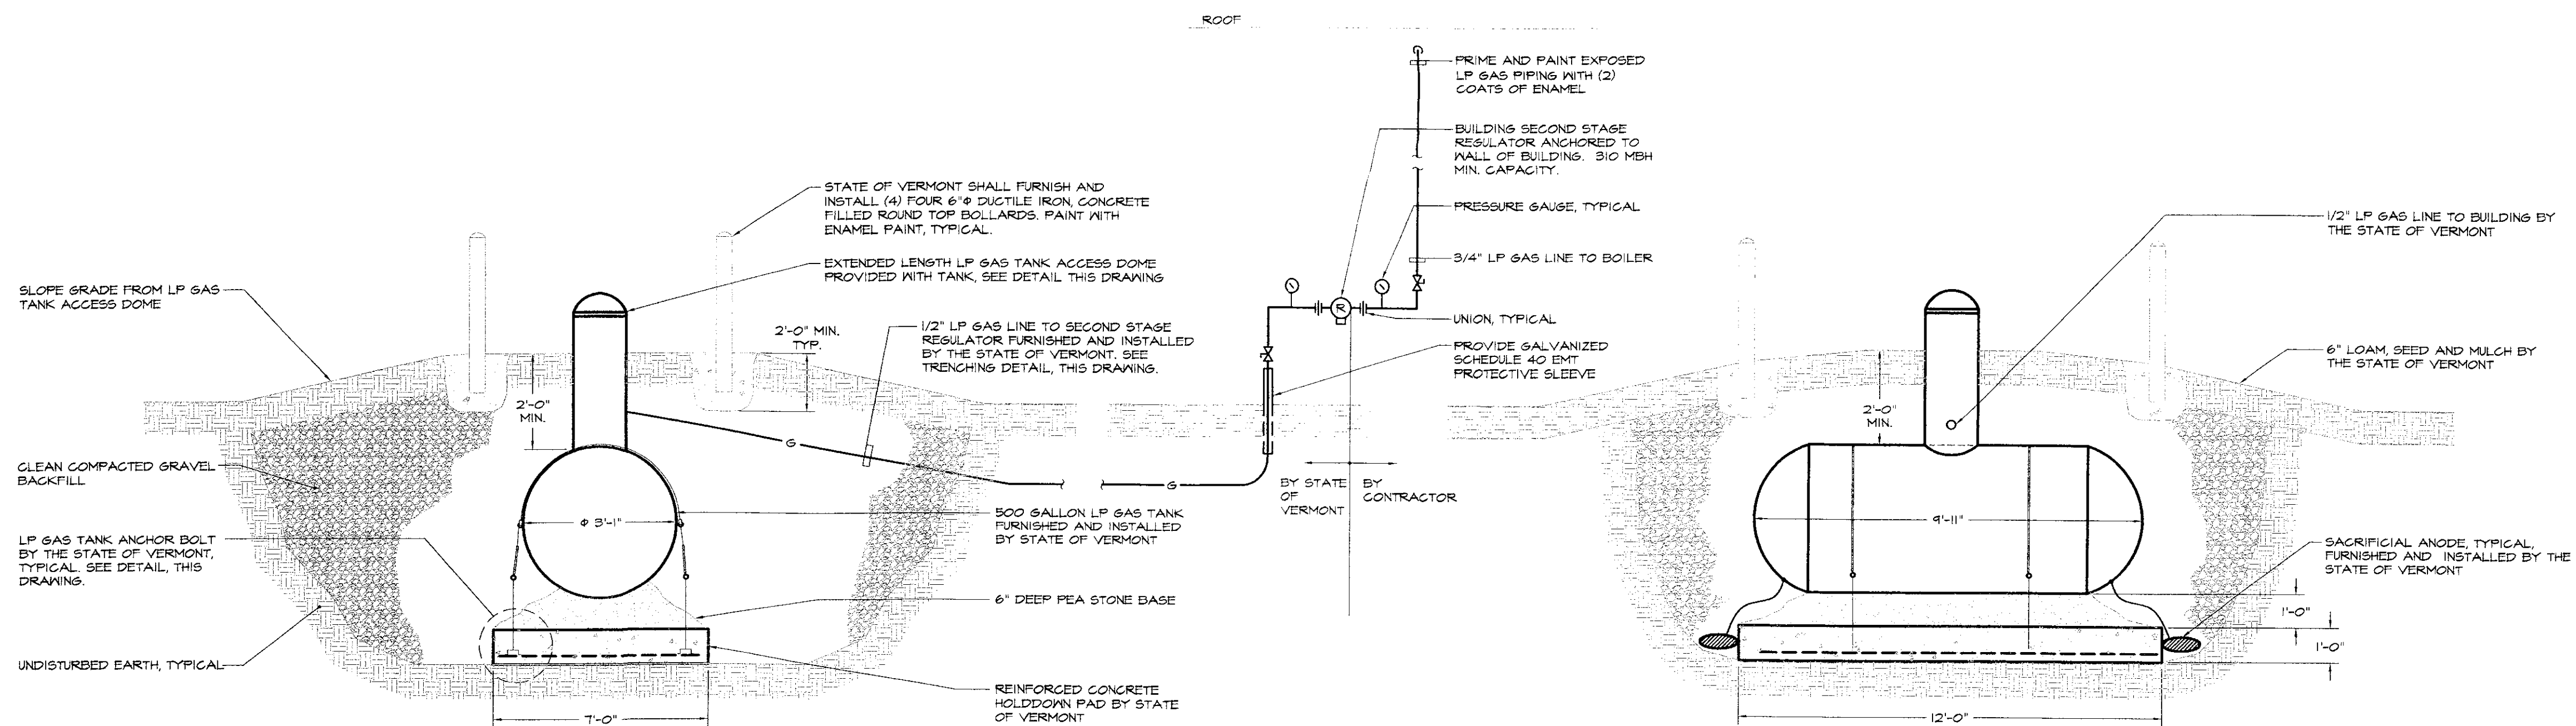 ROOF
PRIME AND PAINT EXPOSED
LP GAS PIPING WITH (2)
COATS OF ENAMEL
BUILDING SECOND STAGE
REGULATOR ANCHORED TO
WALL OF BUILDING. 310 MBH
MIN. CAPACITY.
STATE OF VERMONT SHALL FURNISH AND
INSTALL (4) FOUR 6"Φ DUCTILE IRON, CONCRETE
FILLED ROUND TOP BOLLARDS. PAINT WITH
ENAMEL PAINT, TYPICAL.
PRESSURE GAUGE, TYPICAL
1/2" LP GAS LINE TO BUILDING BY
THE STATE OF VERMONT
EXTENDED LENGTH LP GAS TANK ACCESS DOME
PROVIDED WITH TANK, SEE DETAIL THIS DRAWING
3/4" LP GAS LINE TO BOILER
SLOPE GRADE FROM LP GAS
TANK ACCESS DOME
R
UNION, TYPICAL
2'-0" MIN.
TYP.
1/2" LP GAS LINE TO SECOND STAGE
REGULATOR FURNISHED AND INSTALLED
BY THE STATE OF VERMONT. SEE
TRENCHING DETAIL, THIS DRAWING.
PROVIDE GALVANIZED
SCHEDULE 40 EMT
PROTECTIVE SLEEVE
6" LOAM, SEED AND MULCH BY
THE STATE OF VERMONT
2'-0"
MIN.
2'-0"
MIN.
G
CLEAN COMPACTED GRAVEL
BACKFILL
G
BY STATE
OF
VERMONT
BY
CONTRACTOR
500 GALLON LP GAS TANK
FURNISHED AND INSTALLED
BY STATE OF VERMONT
Φ 3'-1"
9'-11"
LP GAS TANK ANCHOR BOLT
BY THE STATE OF VERMONT,
TYPICAL. SEE DETAIL, THIS
DRAWING.
SACRIFICIAL ANODE, TYPICAL,
FURNISHED AND INSTALLED BY THE
STATE OF VERMONT
6" DEEP PEA STONE BASE
1'-0"
1'-0"
UNDISTURBED EARTH, TYPICAL
REINFORCED CONCRETE
HOLDDOWN PAD BY STATE
OF VERMONT
7'-0"
12'-0"